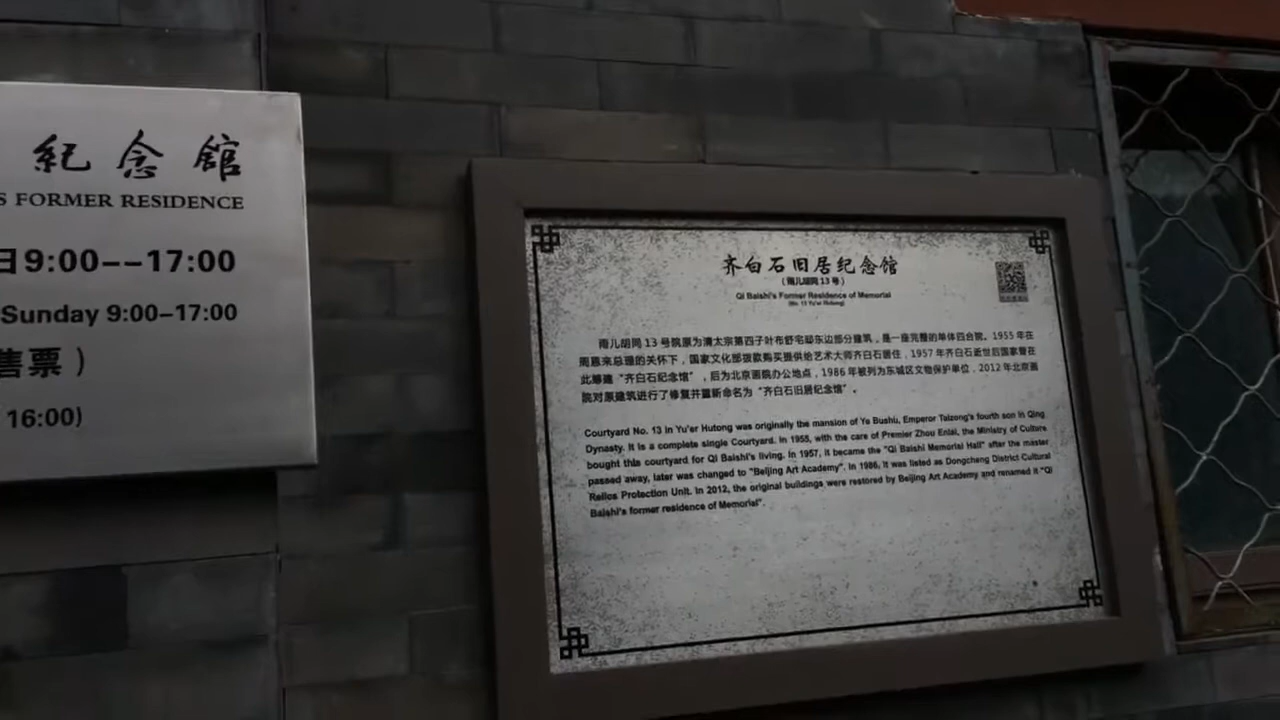 紀念館
S FORMER RESIDENCE
日9:00--17:00
Sunday 9:00-17:00
售票）
16:00)
齐白石旧居纪念馆
（雨儿胡同13号）
Qi Baishi's Former Residence of Memorial
(No. 13 Yu'er Hutong)
雨儿胡同 13 号院原为清太宗第四子叶布舒宅邸东边部分建筑，是一座完整的单体四合院。1955 年在
周恩来总理的关怀下，国家文化部拨款购买提供给艺术大师齐白石居住，1957 年齐白石逝世后国家曾在
此筹建“齐白石纪念馆”，后为北京画院办公地点，1986 年被列为东城区文物保护单位，2012 年北京画
院对原建筑进行了修复并重新命名为“齐白石旧居纪念馆”。
Courtyard No. 13 in Yu'er Hutong was originally the mansion of Ye Bushu, Emperor Taizong's fourth son in Qing
Dynasty. It is a complete single Courtyard. In 1955, with the care of Premier Zhou Enlai, the Ministry of Culture
bought this courtyard for Qi Baishi's living. In 1957, it became the "Qi Baishi Memorial Hall" after the master
passed away, later was changed to "Beijing Art Academy". In 1986, it was listed as Dongcheng District Cultural
Relios Protection Unit. In 2012, the original buildings were restored by Beijing Art Academy and renamed it "Qi
Baishi's former residence of Memorial".